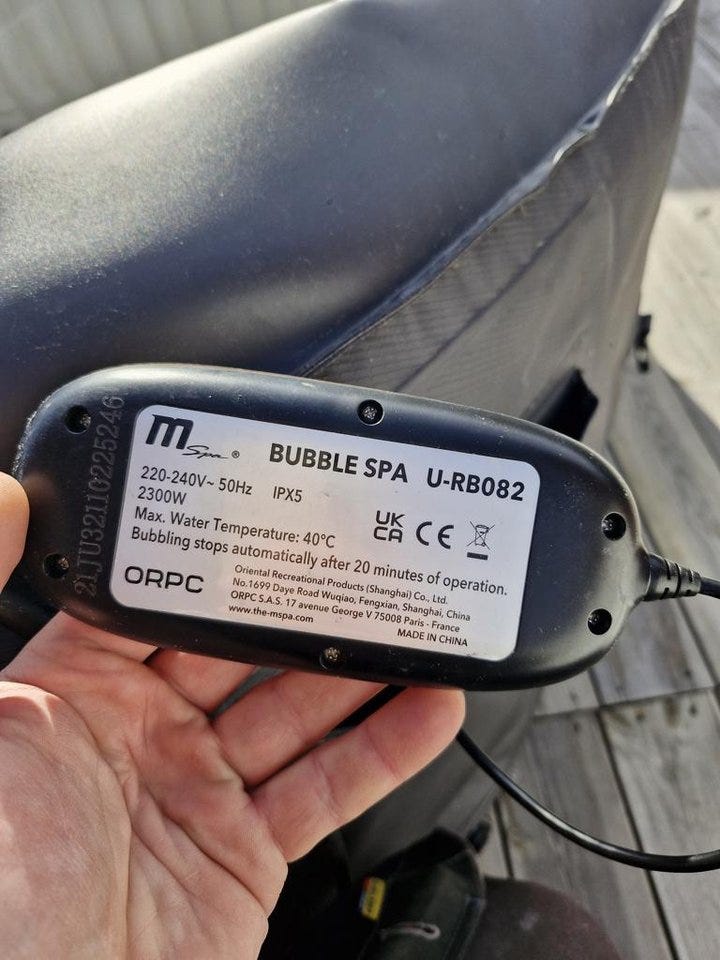 21JU32110225246
mspa®
BUBBLE SPA U-RB082
220-240V~ 50Hz IPX5
2300W
UK
CA CE
Max. Water Temperature: 40°C
Bubbling stops automatically after 20 minutes of operation.
ORPC
Oriental Recreational Products (Shanghai) Co., Ltd.
No.1699 Daye Road Wuqiao, Fengxian, Shanghai, China
ORPC S.A.S. 17 avenue George V 75008 Paris - France
www.the-mspa.com
MADE IN CHINA